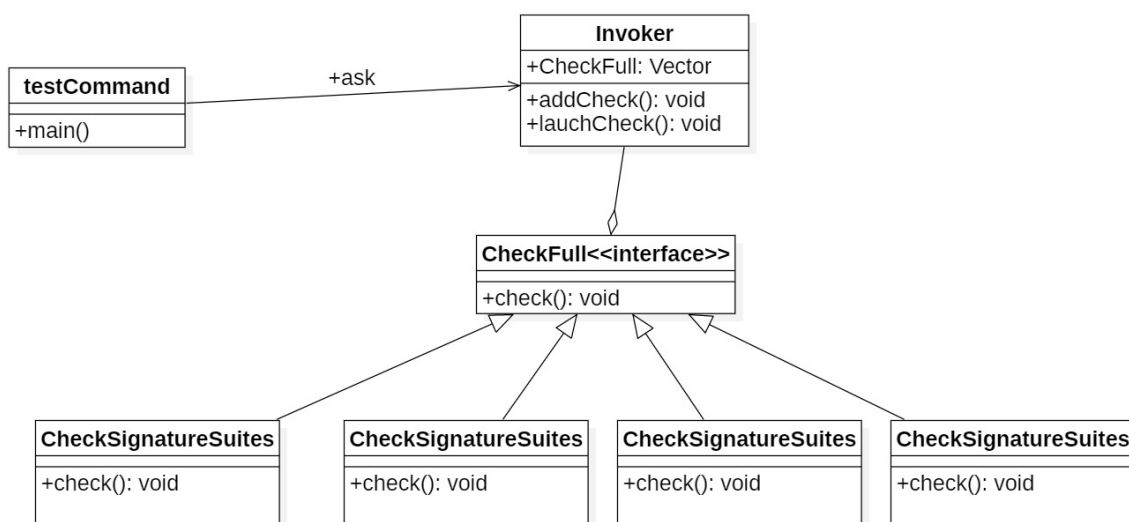 Invoker
+CheckFull: Vector
+addCheck(): void
+lauchCheck(): void
testCommand
+main()
+ask
CheckFull<<interface>>
+check(): void
CheckSignatureSuites
+check(): void
CheckSignatureSuites
+check(): void
CheckSignatureSuites
+check(): void
CheckSignatureSuites
+check(): void